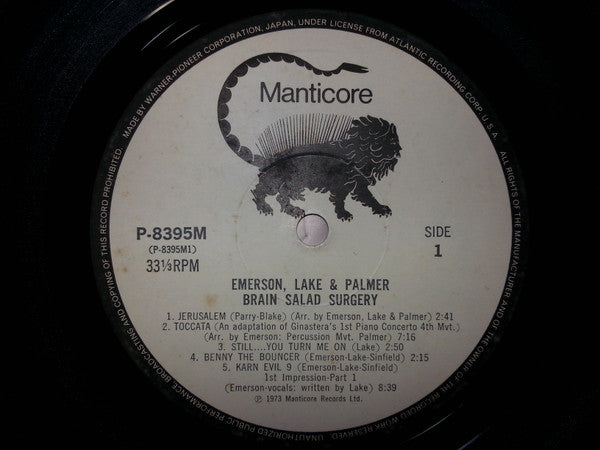 MADE BY WARNER-PIONEER CORPORATION, JAPAN, UNDER LICENSE FROM ATLANTIC RECORDING CORP. U.S.A.
ALL RIGHTS OF THE MANUFACTURER AND OF THE OWNER OF THE RECORDED WORK RESERVED.
UNAUTHORIZED PUBLIC PERFORMANCE, BROADCASTING AND COPYING OF THIS RECORD PROHIBITED.
Manticore
P-8395M
(P-8395M1)
33⅓RPM
SIDE
1
EMERSON, LAKE & PALMER
BRAIN SALAD SURGERY
1. JERUSALEM (Parry-Blake) (Arr. by Emerson, Lake & Palmer) 2:41
2. TOCCATA (An adaptation of Ginastera's 1st Piano Concerto 4th Mvt.)
(Arr. by Emerson: Percussion Mvt. Palmer) 7:16
3. STILL....YOU TURN ME ON (Lake) 2:50
4. BENNY THE BOUNCER (Emerson-Lake-Sinfield) 2:15
5. KARN EVIL 9 (Emerson-Lake-Sinfield)
1st Impression-Part 1
(Emerson-vocals: written by Lake) 8:39
℗ 1973 Manticore Records Ltd.